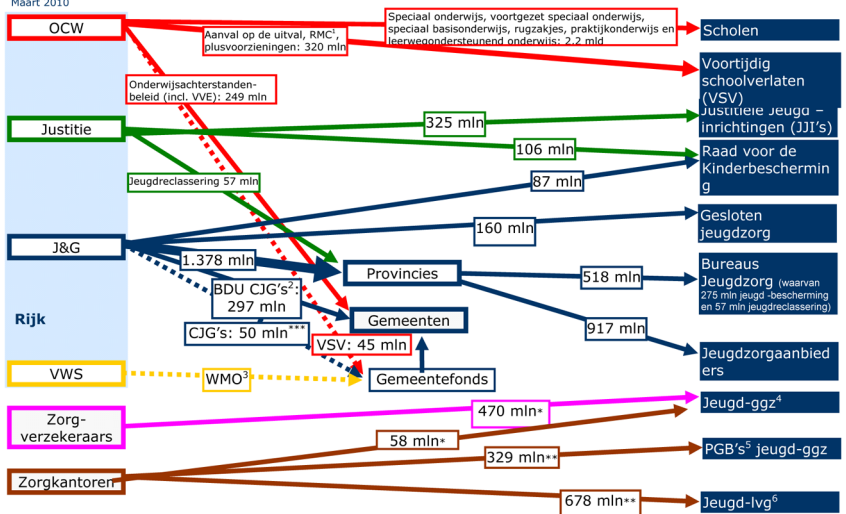 Maart 2010
OCW
Speciaal onderwijs, voortgezet speciaal onderwijs,
speciaal basisonderwijs, rugzakjes, praktijkonderwijs en
leerwegondersteunend onderwijs: 2.2 mld
Scholen
Aanval op de uitval, RMC¹,
plusvoorzieningen: 320 mln
Voortijdig
schoolverlaten
(VSV)
Onderwijsachterstanden-
beleid (incl. VVE): 249 mln
Justitie
325 mln
Justitiële Jeugd –
inrichtingen (JJI's)
106 mln
Raad voor de
Kinderbeschermin
g
Jeugdreclassering 57 mln
87 mln
J&G
160 mln
Gesloten
jeugdzorg
1.378 mln
Provincies
518 mln
Bureaus
Jeugdzorg (waarvan
275 mln jeugd -bescherming
en 57 mln jeugdreclassering)
BDU CJG's²:
297 mln
Rijk
Gemeenten
917 mln
CJG's: 50 mln***
VSV: 45 mln
Jeugdzorgaanbied
ers
VWS
WMO³
Gemeentefonds
Zorg-
verzekeraars
470 mln*
Jeugd-ggz⁴
58 mln*
329 mln**
PGB's⁵ jeugd-ggz
Zorgkantoren
678 mln**
Jeugd-lvg⁶